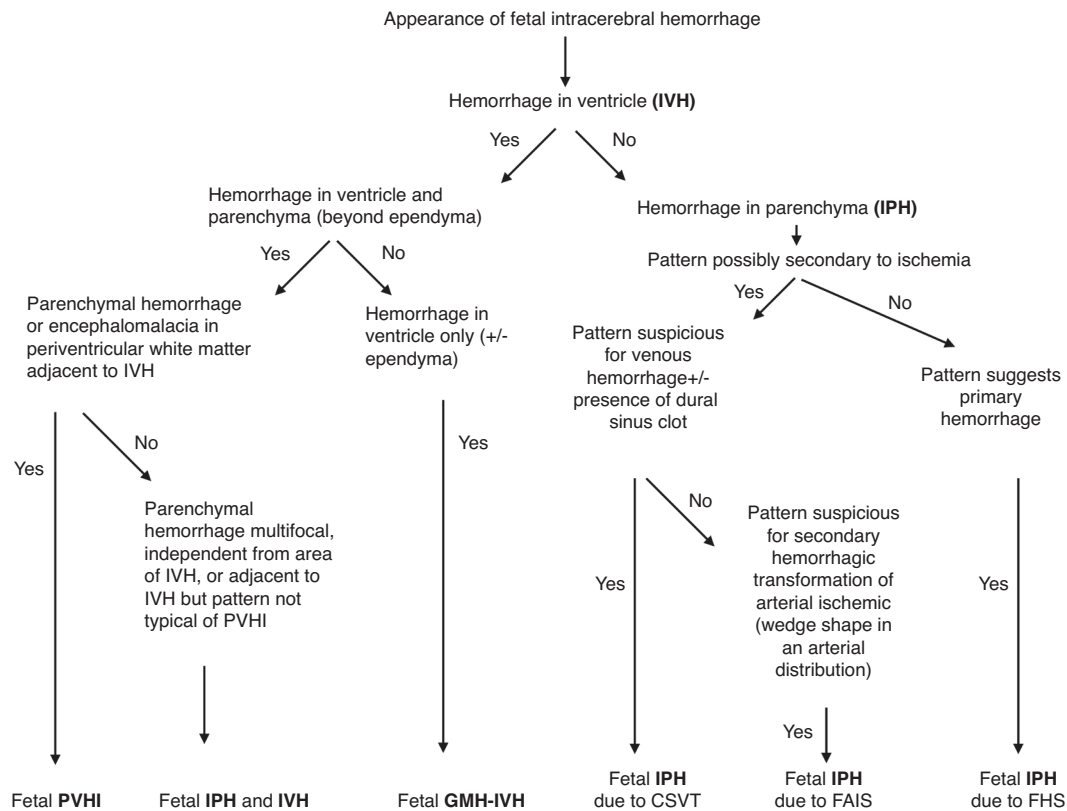 Appearance of fetal intracerebral hemorrhage
Hemorrhage in ventricle (IVH)
Yes
No
Hemorrhage in ventricle and
parenchyma (beyond ependyma)
Hemorrhage in parenchyma (IPH)
Yes
No
Pattern possibly secondary to ischemia
Yes
No
Parenchymal hemorrhage
or encephalomalacia in
periventricular white matter
adjacent to IVH
Hemorrhage in
ventricle only (+/-
ependyma)
Pattern suspicious
for venous
hemorrhage+/-
presence of dural
sinus clot
Pattern suggests
primary
hemorrhage
Yes
No
Yes
Parenchymal
hemorrhage multifocal,
independent from area
of IVH, or adjacent to
IVH but pattern not
typical of PVHI
Yes
No
Pattern suspicious
for secondary
hemorrhagic
transformation of
arterial ischemic
(wedge shape in
an arterial
distribution)
Yes
Yes
Fetal PVHI
Fetal IPH and IVH
Fetal GMH-IVH
Fetal IPH
due to CSVT
Fetal IPH
due to FAIS
Fetal IPH
due to FHS